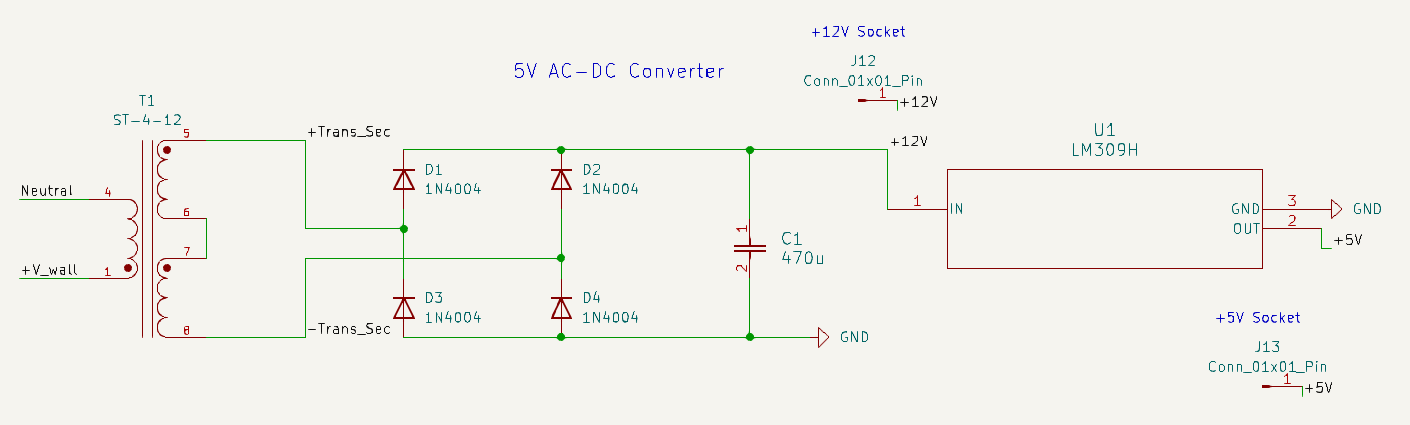 +12V Socket
J12
Conn_01x01_Pin
1
+12V
5V AC-DC Converter
T1
ST-4-12
5
+Trans_Sec
+12V
U1
LM309H
D1
1N4004
D2
1N4004
Neutral
4
6
1
IN
GND
3
GND
OUT
2
+5V
1
C1
470u
2
7
+V_wall
1
D3
1N4004
D4
1N4004
8
-Trans_Sec
GND
+5V Socket
J13
Conn_01x01_Pin
1
+5V